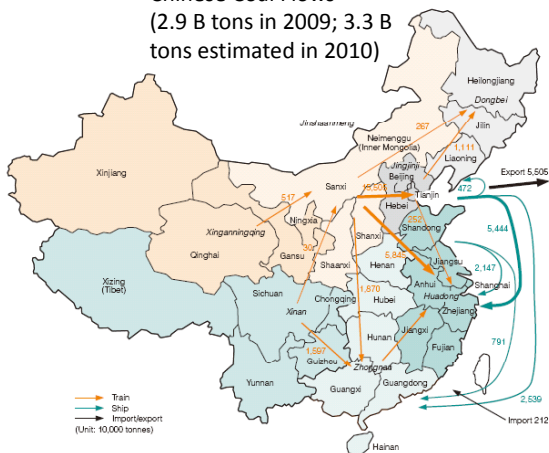 (2.9 B tons in 2009; 3.3 B
tons estimated in 2010)
Heilongjiang
Dongbei
Jinshaanmeng
Jilin
Neimenggu
(Inner Mongolia)
267
1,111
Liaoning
Jingjinji
Beijing
Xinjiang
Sanxi
Tianjin
472
Export 5,505
517
Hebei
Ningxia
Xinganningqing
252
Shandong
5,444
Shanxi
Qinghai
Gansu
30
Shaanxi
Henan
5,846
Jiangsu
2,147
Xizing
(Tibet)
Anhui
Shanghai
Sichuan
Chongqing
1,870
Hubei
Huadong
Zhejiang
Xinan
Hunan
Jiangxi
1,597
Guizhou
Fujian
791
Zhongnan
Yunnan
Guangxi
Guangdong
2,539
Import 212
Train
Ship
Import/export
(Unit: 10,000 tonnes)
Hainan